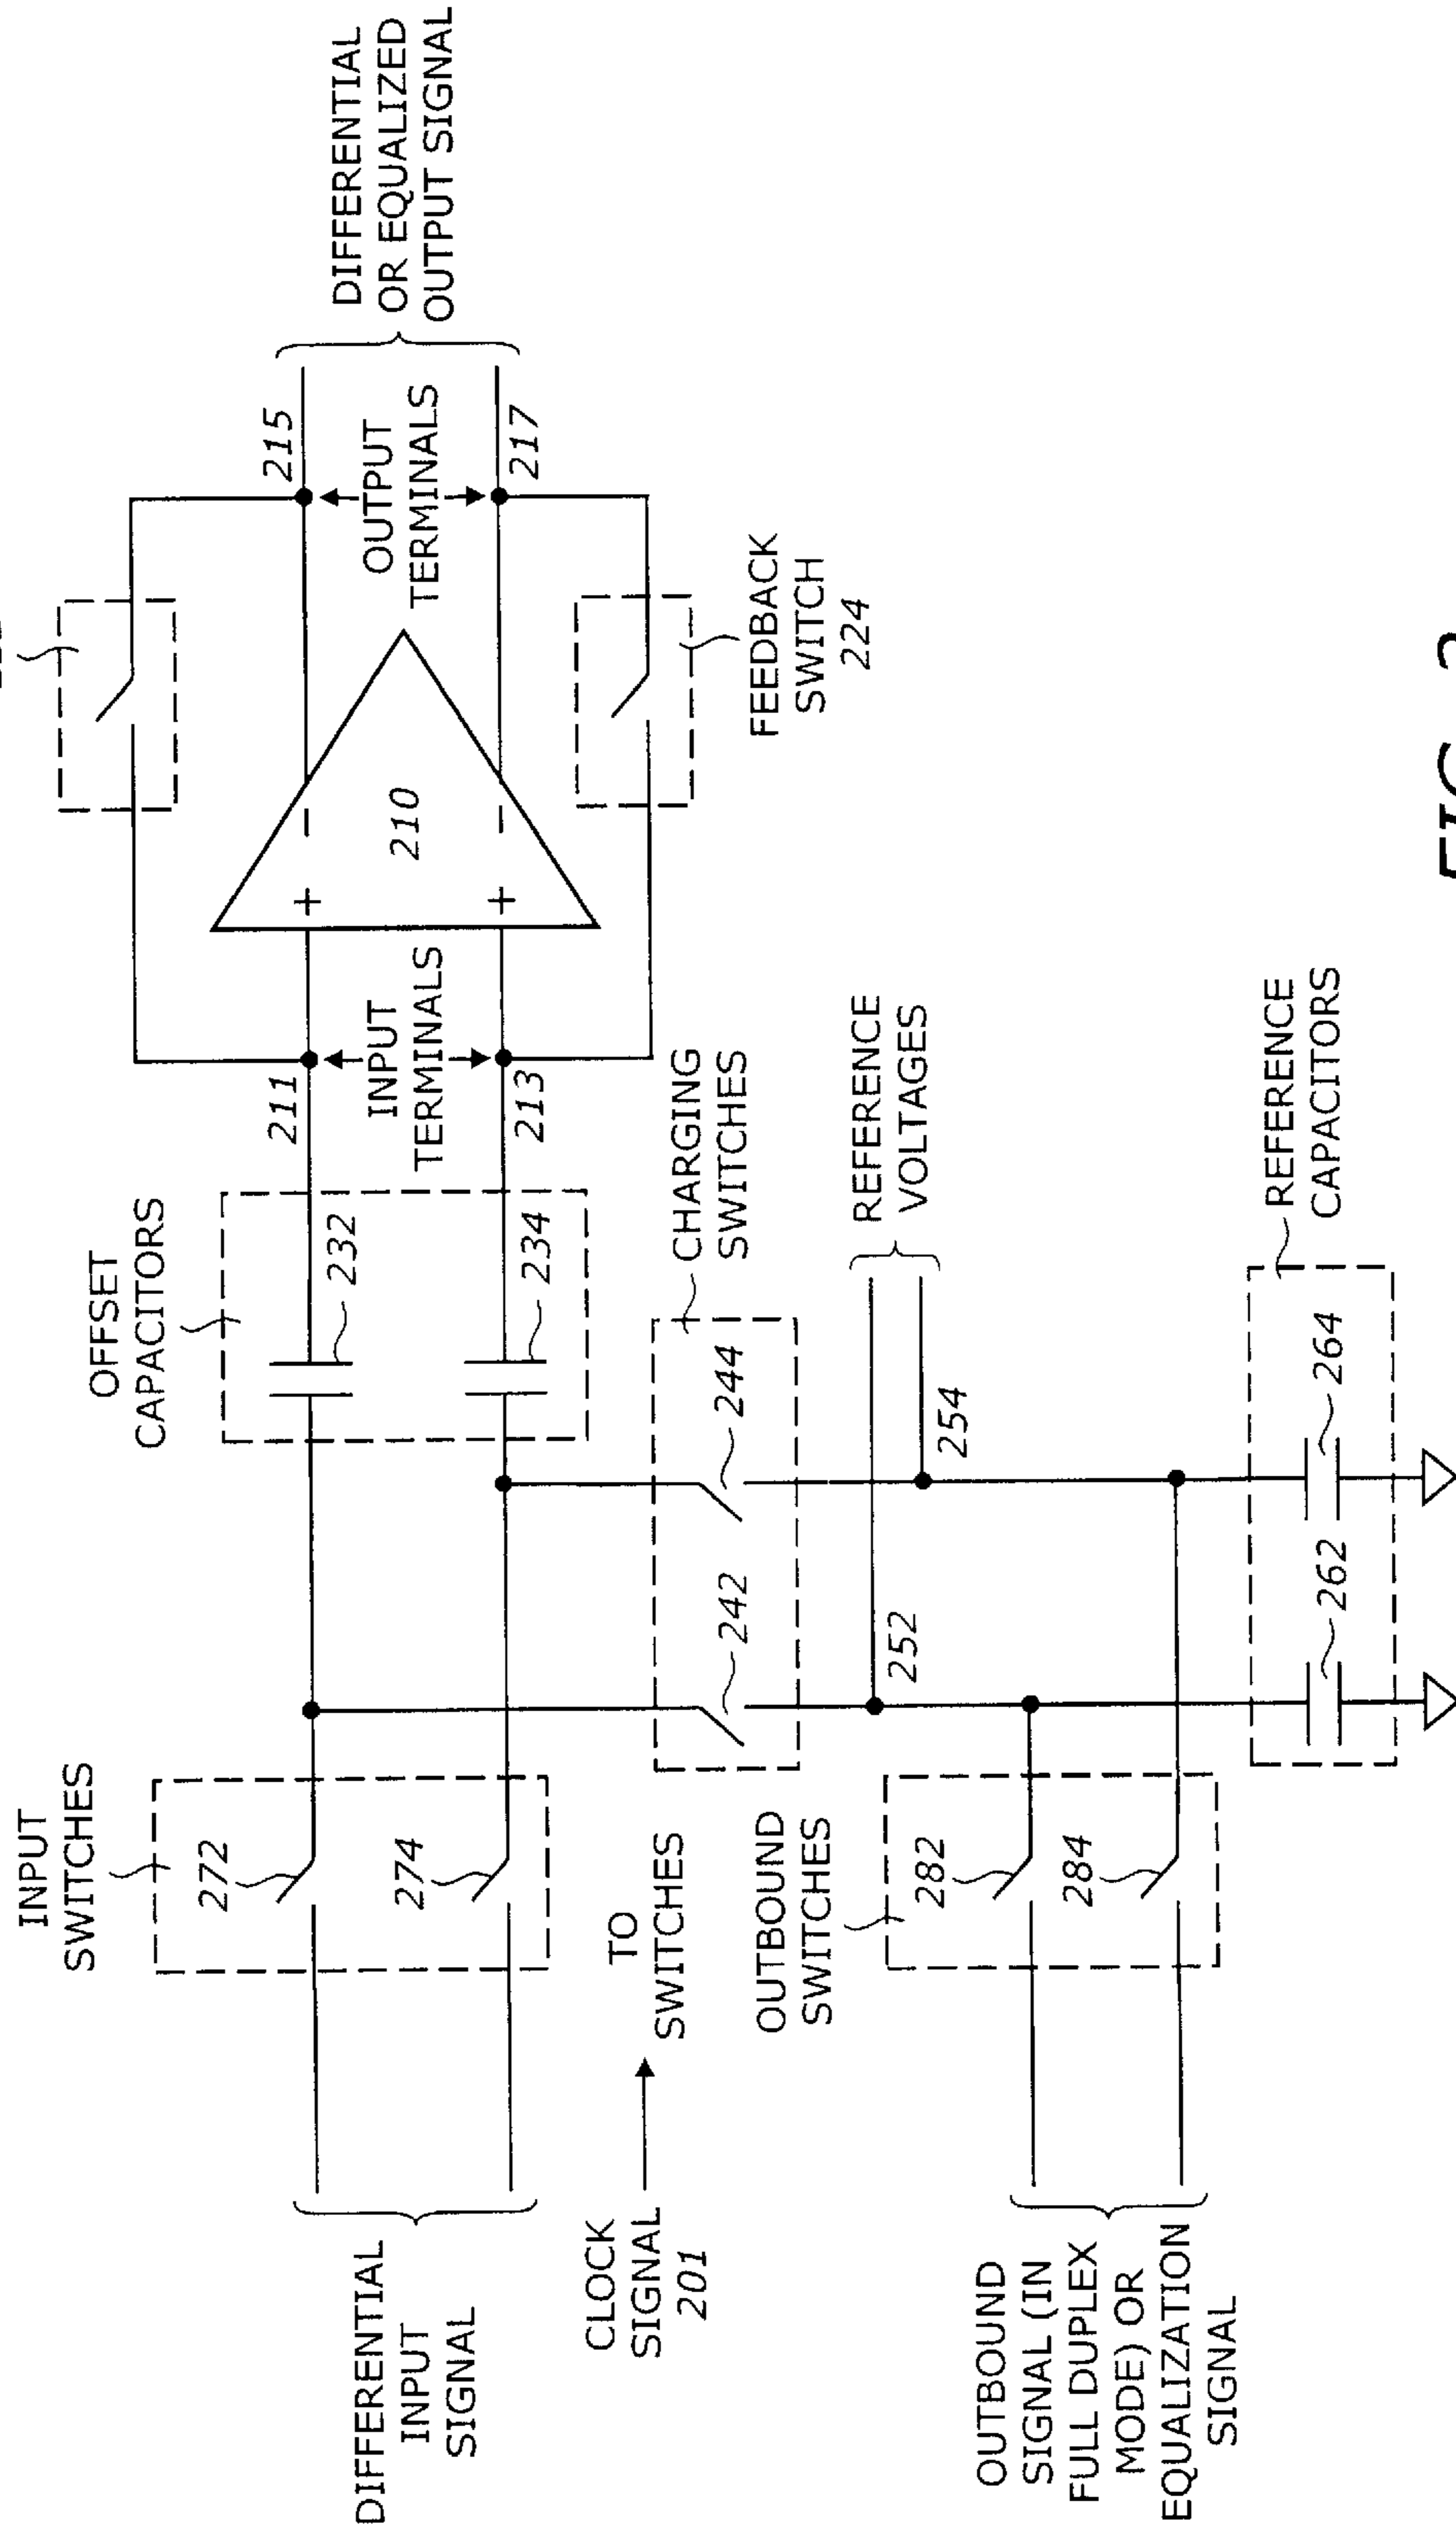 DIFFERENTIAL
INPUT
SIGNAL
INPUT
SWITCHES
272
274
OFFSET
CAPACITORS
232
234
211
INPUT
TERMINALS
213
+
+
210
215
OUTPUT
TERMINALS
217
DIFFERENTIAL
OR EQUALIZED
OUTPUT SIGNAL
FEEDBACK
SWITCH
224
CLOCK
SIGNAL
201
TO
SWITCHES
CHARGING
SWITCHES
242
244
REFERENCE
VOLTAGES
252
254
OUTBOUND
SWITCHES
282
284
OUTBOUND
SIGNAL (IN
FULL DUPLEX
MODE) OR
EQUALIZATION
SIGNAL
REFERENCE
CAPACITORS
262
264